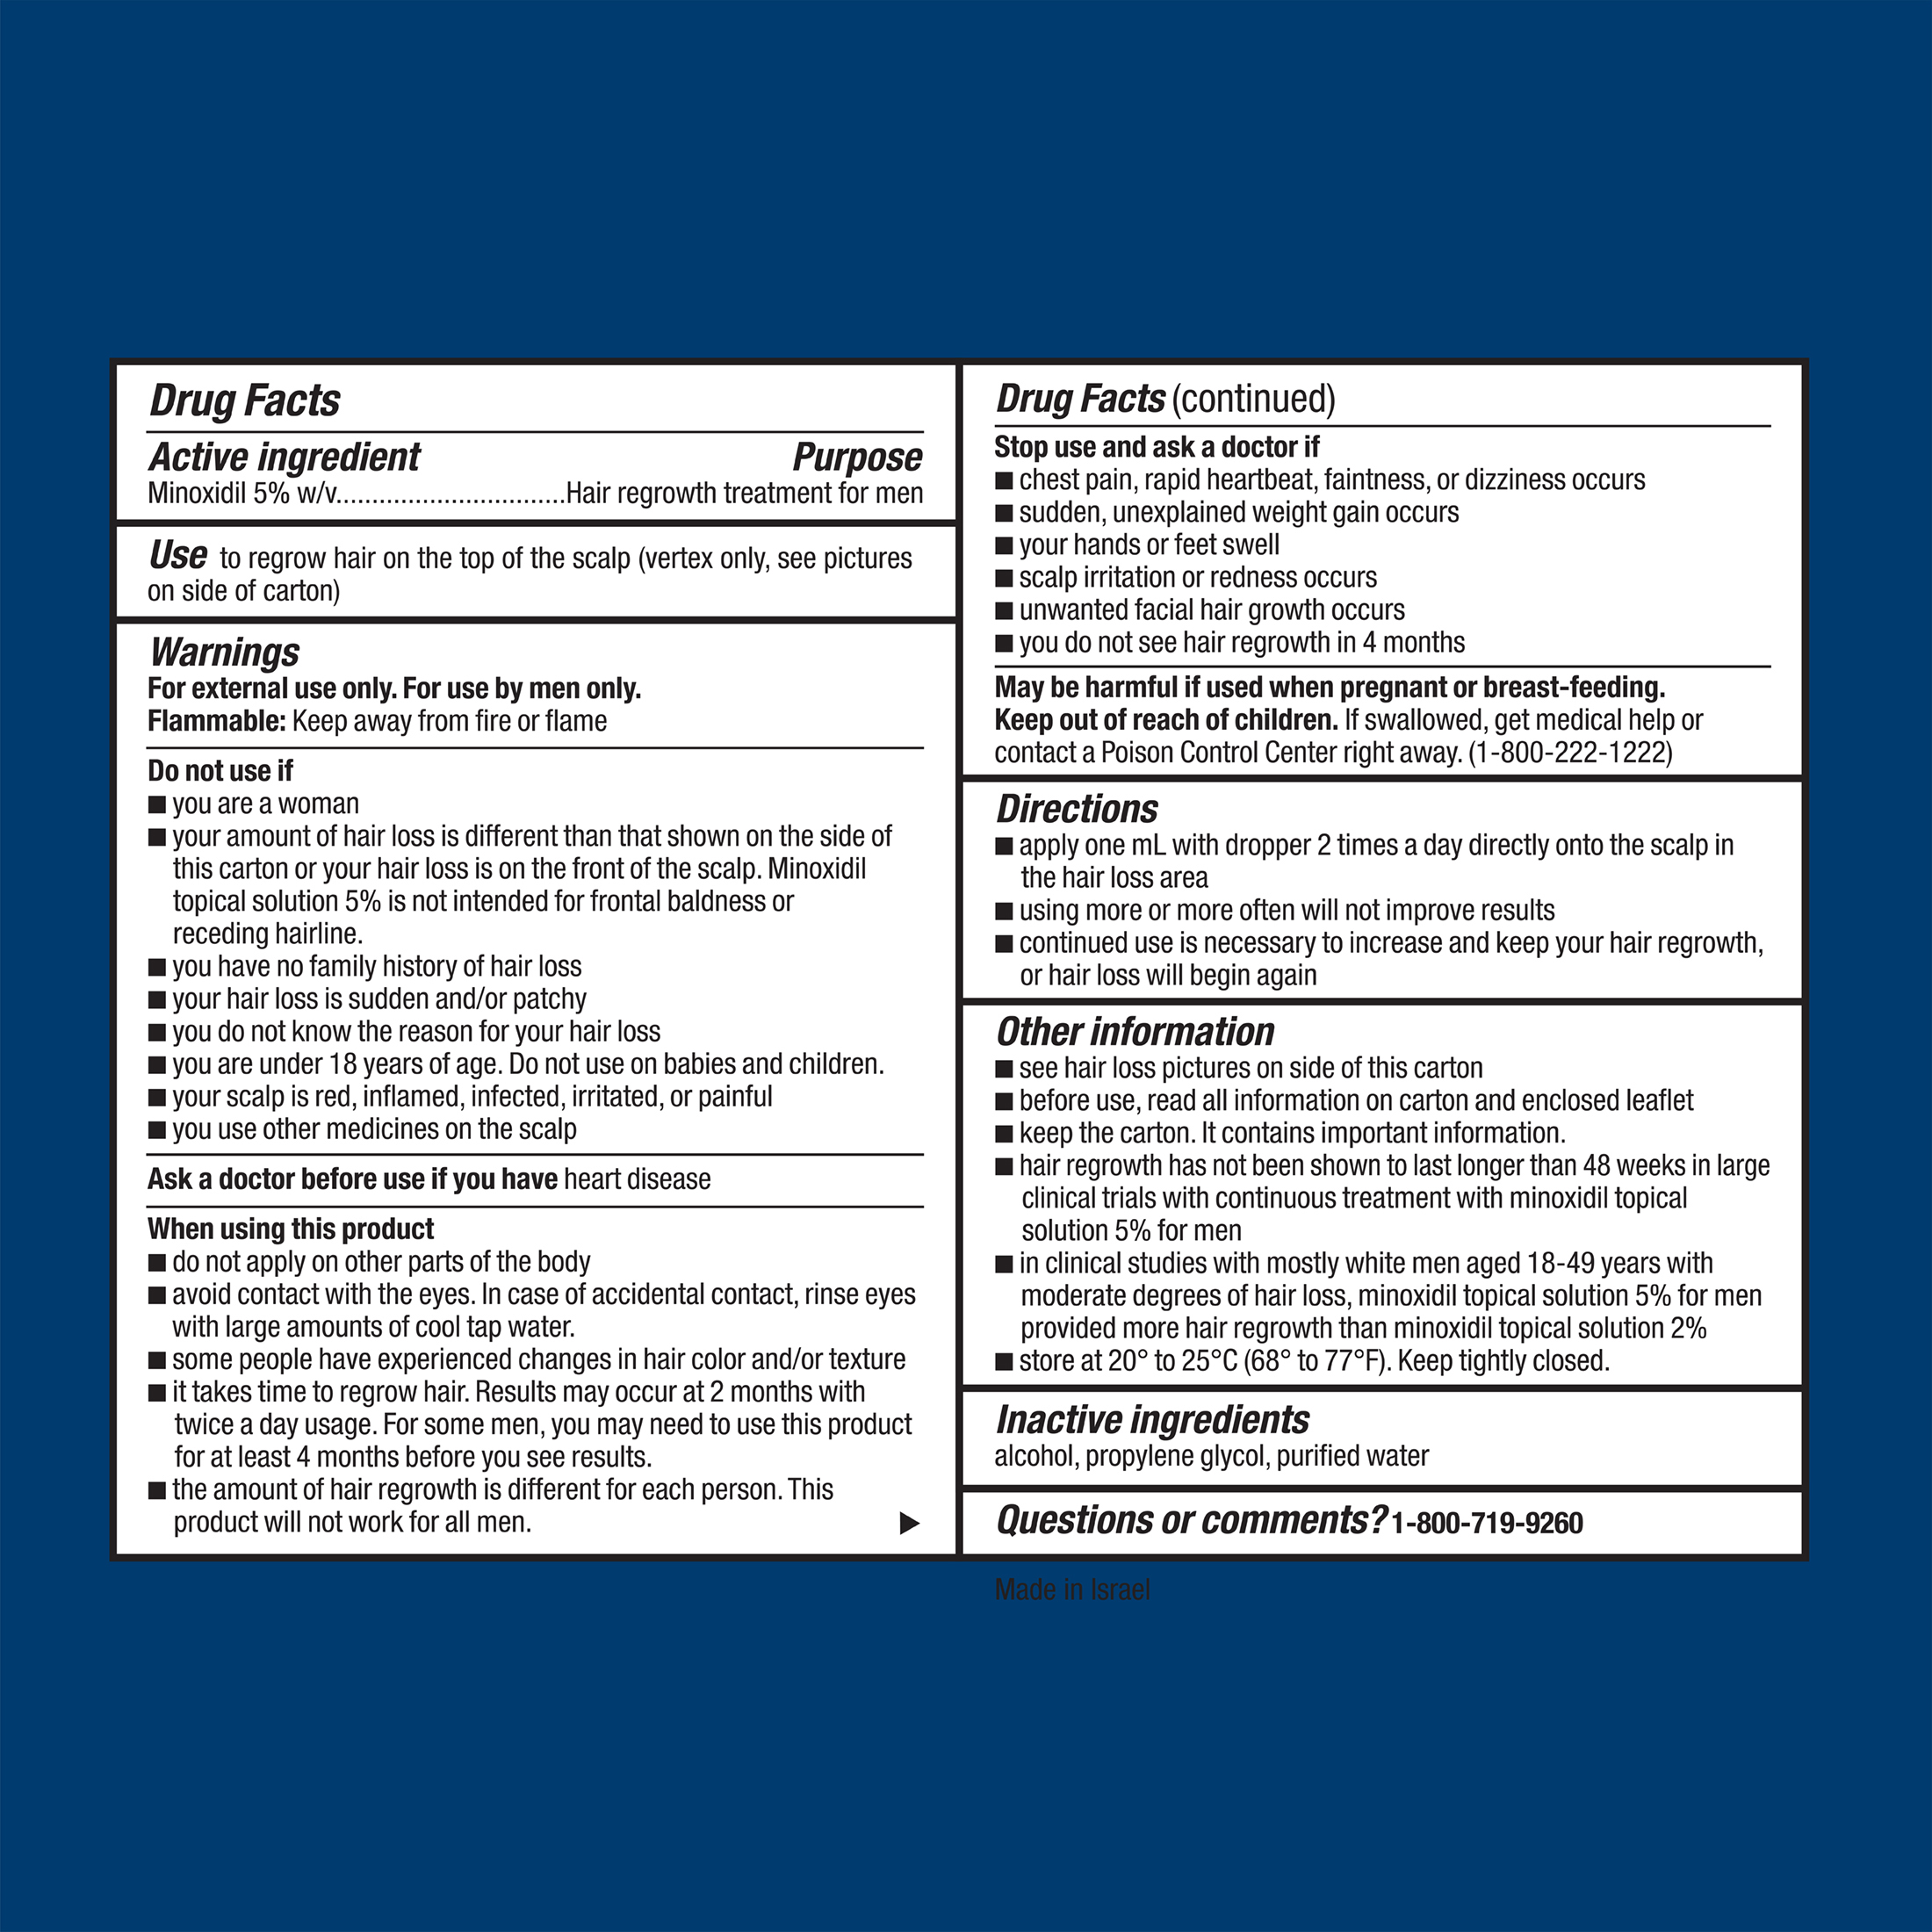 Drug Facts
Active ingredient Purpose
Minoxidil 5% w/v................................Hair regrowth treatment for men
Use to regrow hair on the top of the scalp (vertex only, see pictures
on side of carton)
Warnings
For external use only. For use by men only.
Flammable: Keep away from fire or flame
Do not use if
■ you are a woman
■ your amount of hair loss is different than that shown on the side of
this carton or your hair loss is on the front of the scalp. Minoxidil
topical solution 5% is not intended for frontal baldness or
receding hairline.
■ you have no family history of hair loss
■ your hair loss is sudden and/or patchy
■ you do not know the reason for your hair loss
■ you are under 18 years of age. Do not use on babies and children.
■ your scalp is red, inflamed, infected, irritated, or painful
■ you use other medicines on the scalp
Ask a doctor before use if you have heart disease
When using this product
■ do not apply on other parts of the body
■ avoid contact with the eyes. In case of accidental contact, rinse eyes
with large amounts of cool tap water.
■ some people have experienced changes in hair color and/or texture
■ it takes time to regrow hair. Results may occur at 2 months with
twice a day usage. For some men, you may need to use this product
for at least 4 months before you see results.
■ the amount of hair regrowth is different for each person. This
product will not work for all men.
Drug Facts (continued)
Stop use and ask a doctor if
■ chest pain, rapid heartbeat, faintness, or dizziness occurs
■ sudden, unexplained weight gain occurs
■ your hands or feet swell
■ scalp irritation or redness occurs
■ unwanted facial hair growth occurs
■ you do not see hair regrowth in 4 months
May be harmful if used when pregnant or breast-feeding.
Keep out of reach of children. If swallowed, get medical help or
contact a Poison Control Center right away. (1-800-222-1222)
Directions
■ apply one mL with dropper 2 times a day directly onto the scalp in
the hair loss area
■ using more or more often will not improve results
■ continued use is necessary to increase and keep your hair regrowth,
or hair loss will begin again
Other information
■ see hair loss pictures on side of this carton
■ before use, read all information on carton and enclosed leaflet
■ keep the carton. It contains important information.
■ hair regrowth has not been shown to last longer than 48 weeks in large
clinical trials with continuous treatment with minoxidil topical
solution 5% for men
■ in clinical studies with mostly white men aged 18-49 years with
moderate degrees of hair loss, minoxidil topical solution 5% for men
provided more hair regrowth than minoxidil topical solution 2%
■ store at 20° to 25°C (68° to 77°F). Keep tightly closed.
Inactive ingredients
alcohol, propylene glycol, purified water
Questions or comments? 1-800-719-9260
Made in Israel